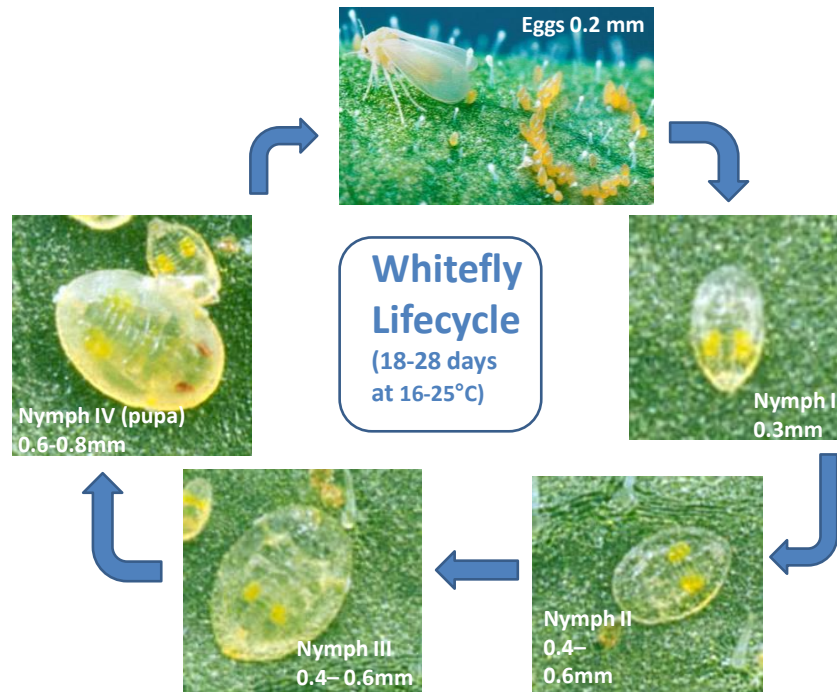 Eggs 0.2 mm
Whitefly
Lifecycle
(18-28 days
at 16-25°C)
Nymph I
0.3mm
Nymph II
0.4–
0.6mm
Nymph III
0.4– 0.6mm
Nymph IV (pupa)
0.6-0.8mm